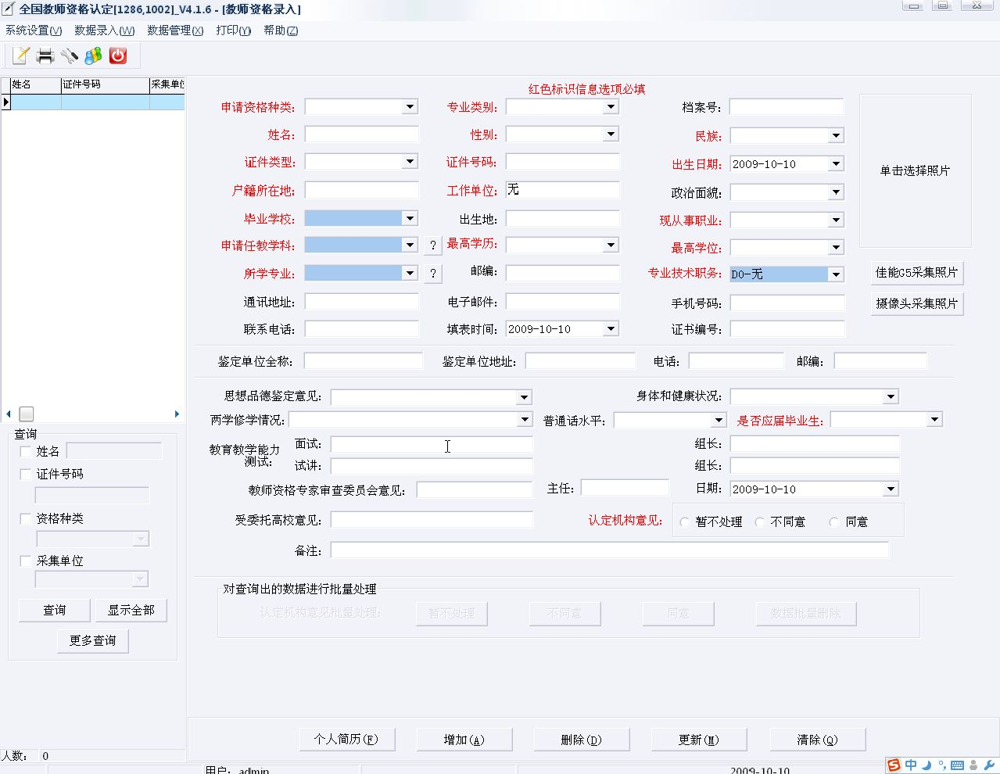 全国教师资格认定[1286,1002]_V4.1.6 - [教师资格录入]
系统设置(V) 数据录入(W) 数据管理(X) 打印(Y) 帮助(Z)
姓名 证件号码 采集单位
红色标识信息选项必填
申请资格种类: 专业类别: 档案号:
姓名: 性别: 民族:
证件类型: 证件号码: 出生日期: 2009-10-10
单击选择照片
户籍所在地: 工作单位: 无 政治面貌:
毕业学校: 出生地: 现从事职业:
申请任教学科: ? 最高学历: 最高学位:
所学专业: ? 邮编: 专业技术职务: D0-无
佳能G5采集照片
通讯地址: 电子邮件: 手机号码:
摄像头采集照片
联系电话: 填表时间: 2009-10-10 证书编号:
鉴定单位全称: 鉴定单位地址: 电话: 邮编:
思想品德鉴定意见: 身体和健康状况:
两学修学情况: 普通话水平: 是否应届毕业生:
教育教学能力
测试:
面试: 组长:
试讲: 组长:
教师资格专家审查委员会意见: 主任: 日期: 2009-10-10
受委托高校意见: 认定机构意见: 暂不处理 不同意 同意
备注:
对查询出的数据进行批量处理
认定机构意见批量处理: 暂不处理 不同意 同意 数据批量删除
查询
姓名
证件号码
资格种类
采集单位
查询 显示全部
更多查询
个人简历(F) 增加(A) 删除(D) 更新(M) 清除(Q)
人数: 0
用户: admin 2009-10-10
中